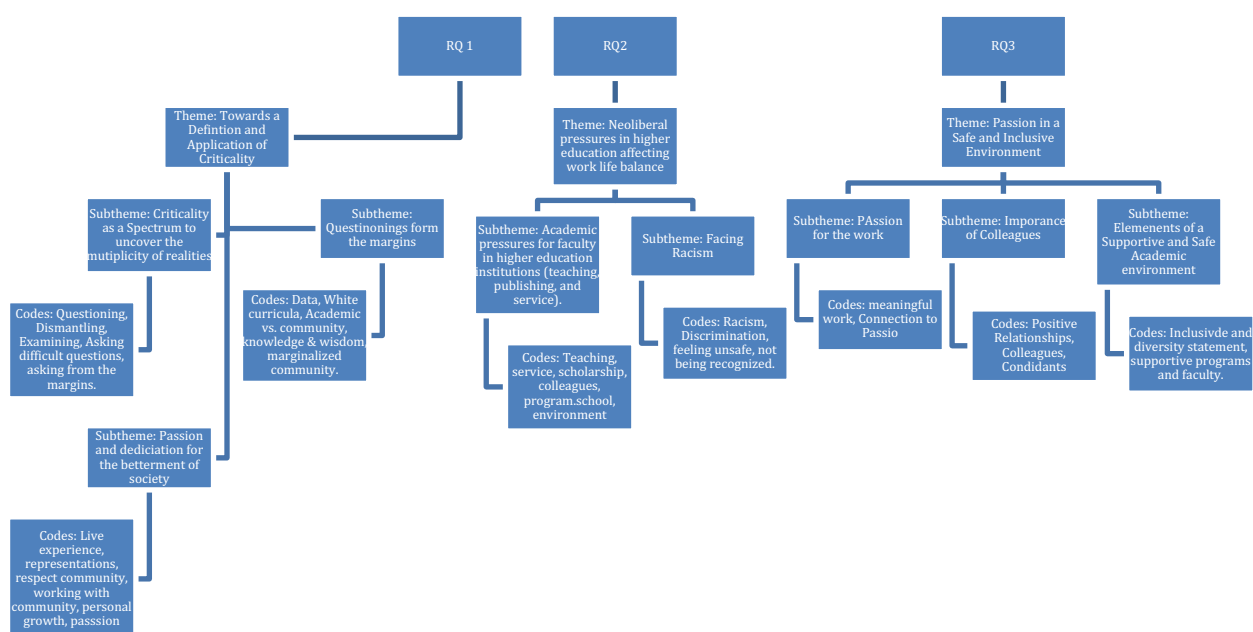 RQ 1
Theme: Towards a
Defintion and
Application of
Criticality
Subtheme: Criticality
as a Spectrum to
uncover the
mutiplicity of realities
Codes: Questioning,
Dismantling,
Examining, Asking
difficult questions,
asking from the
margins.
Subtheme:
Questinonings form
the margins
Codes: Data, White
curricula, Academic
vs. community,
knowledge & wisdom,
marginalized
community.
Subtheme: Passion
and dediciation for
the betterment of
society
Codes: Live
experience,
representations,
respect community,
working with
community, personal
growth, passsion
RQ2
Theme: Neoliberal
pressures in higher
education affecting
work life balance
Subtheme: Academic
pressures for faculty
in higher education
institutions (teaching,
publishing, and
service).
Codes: Teaching,
service, scholarship,
colleagues,
program.school,
environment
Subtheme: Facing
Racism
Codes: Racism,
Discrimination,
feeling unsafe, not
being recognized.
RQ3
Theme: Passion in a
Safe and Inclusive
Environment
Subtheme: PAssion
for the work
Codes: meaningful
work, Connection to
Passio
Subtheme: Imporance
of Colleagues
Codes: Positive
Relationships,
Colleagues,
Condidants
Subtheme:
Elemenents of a
Supportive and Safe
Academic
environment
Codes: Inclusivde and
diversity statement,
supportive programs
and faculty.